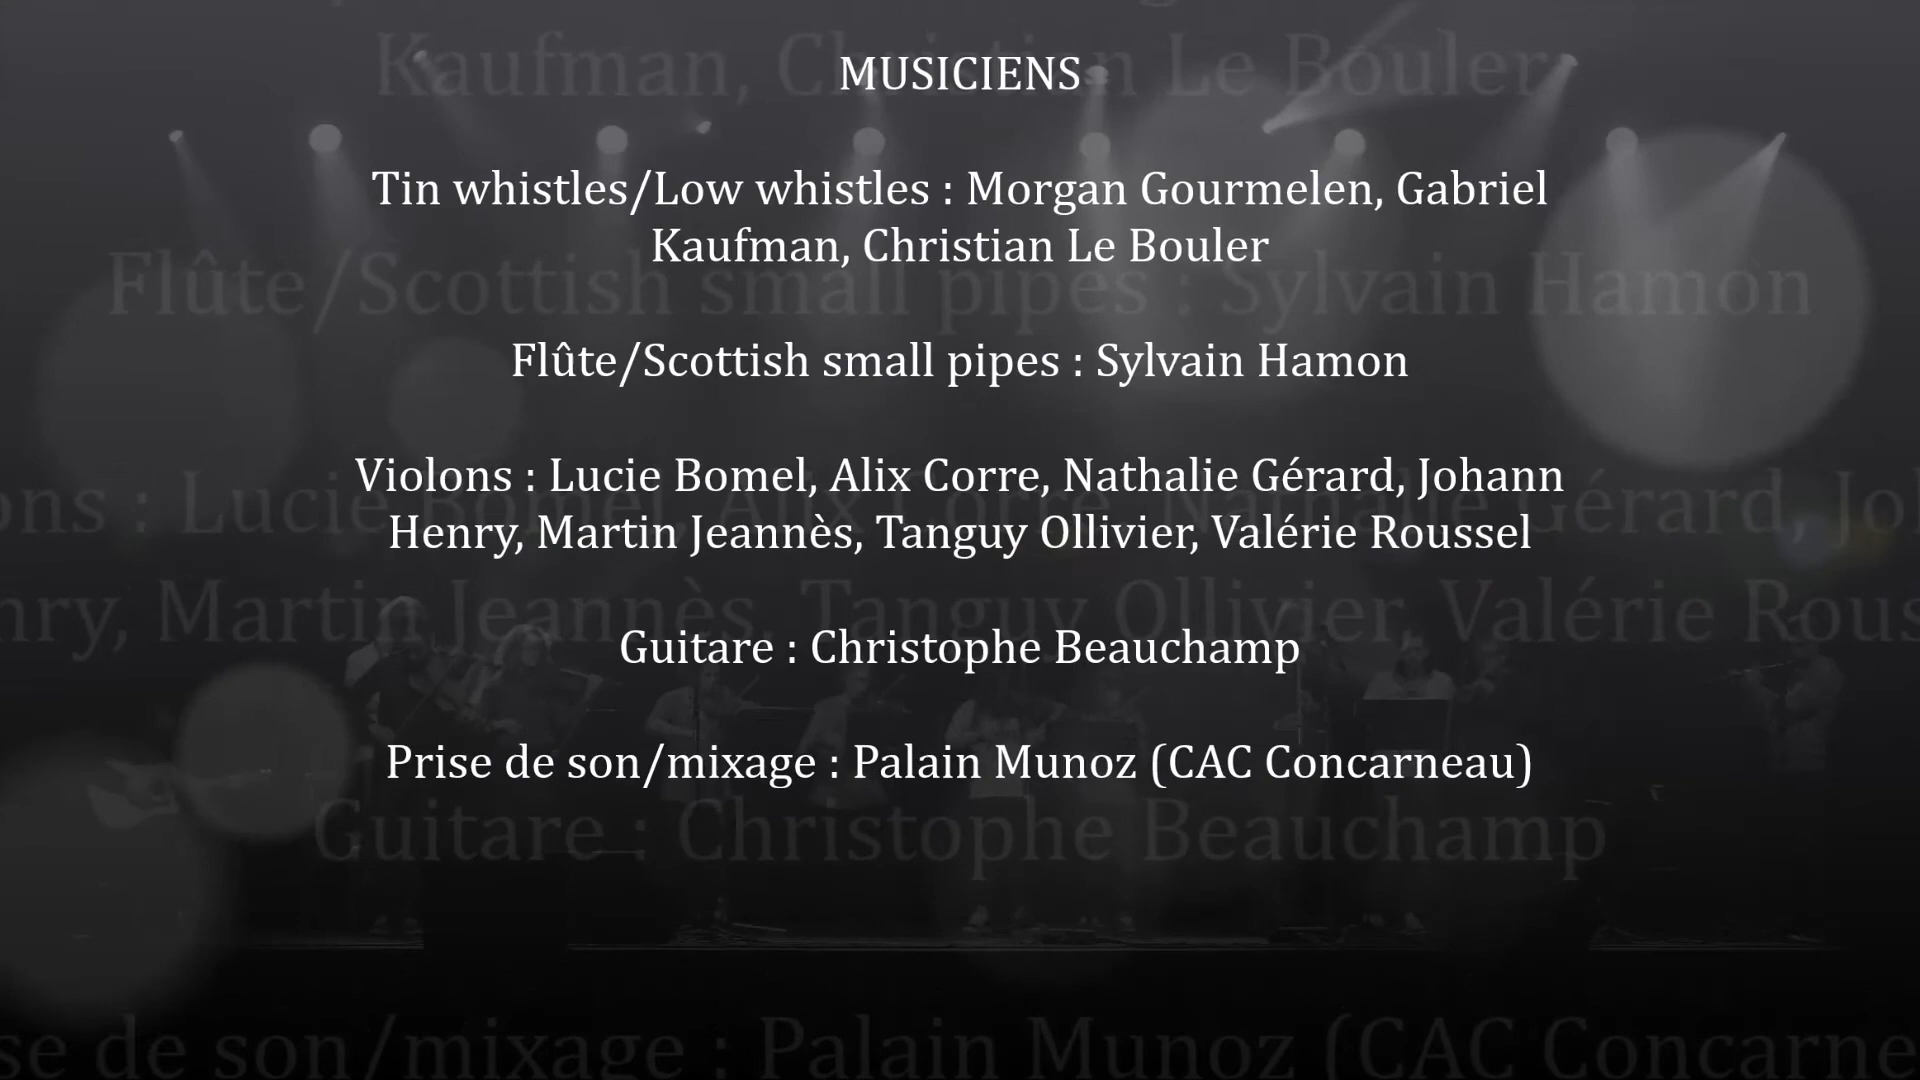 MUSICIENS
Tin whistles/Low whistles : Morgan Gourmelen, Gabriel
Kaufman, Christian Le Bouler
Flûte/Scottish small pipes : Sylvain Hamon
Violons : Lucie Bomel, Alix Corre, Nathalie Gérard, Johann
Henry, Martin Jeannès, Tanguy Ollivier, Valérie Roussel
Guitare : Christophe Beauchamp
Prise de son/mixage : Palain Munoz (CAC Concarneau)